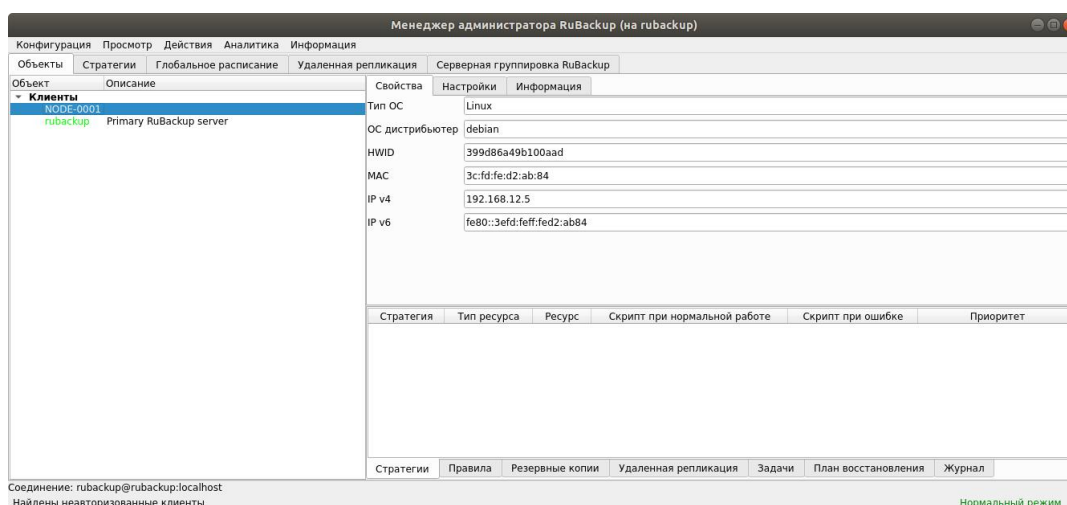 Менеджер администратора RuBackup (на rubackup)
Конфигурация Просмотр Действия Аналитика Информация
Объекты Стратегии Глобальное расписание Удаленная репликация Серверная группировка RuBackup
Объект Описание
Клиенты
NODE-0001
rubackup Primary RuBackup server
Свойства Настройки Информация
Тип ОС Linux
ОС дистрибьютер debian
HWID 399d86a49b100aad
MAC 3c:fd:fe:d2:ab:84
IP v4 192.168.12.5
IP v6 fe80::3efd:feff:fed2:ab84
Стратегия Тип ресурса Ресурс Скрипт при нормальной работе Скрипт при ошибке Приоритет
Стратегии Правила Резервные копии Удаленная репликация Задачи План восстановления Журнал
Соединение: rubackup@rubackup:localhost
Найдены неавторизованные клиенты Нормальный режим